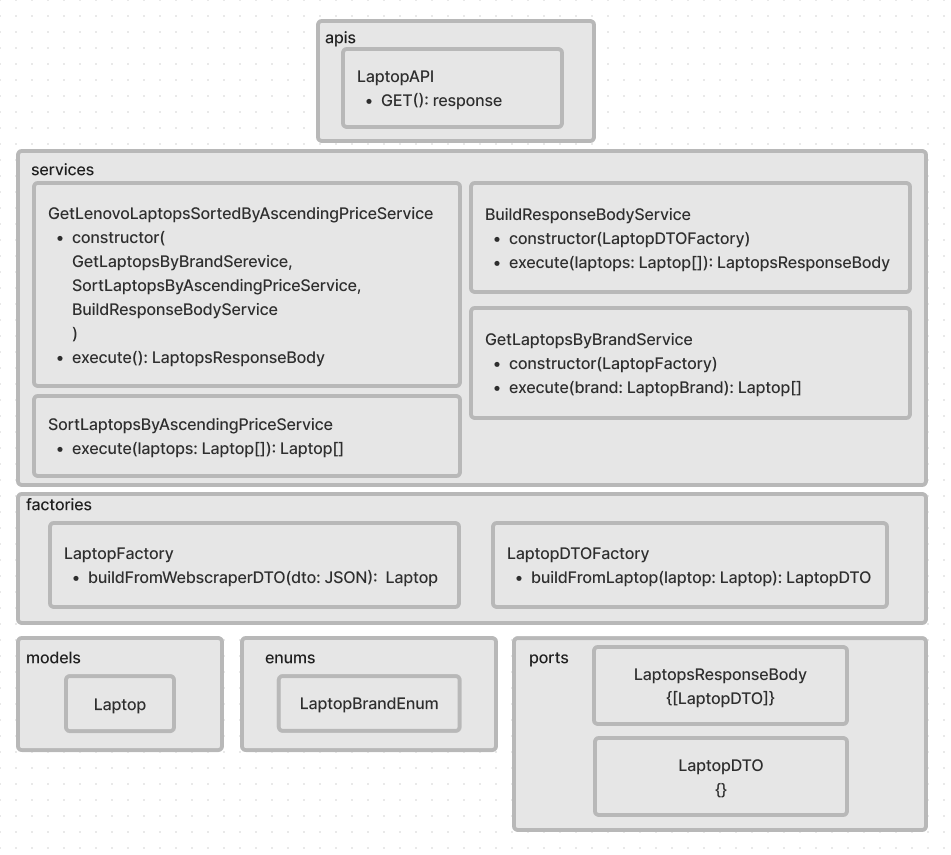 apis
LaptopAPI
• GET(): response
services
GetLenovoLaptopsSortedByAscendingPriceService
• constructor(
GetLaptopsByBrandSerevice,
SortLaptopsByAscendingPriceService,
BuildResponseBodyService
)
• execute(): LaptopsResponseBody
SortLaptopsByAscendingPriceService
• execute(laptops: Laptop[]): Laptop[]
BuildResponseBodyService
• constructor(LaptopDTOFactory)
• execute(laptops: Laptop[]): LaptopsResponseBody
GetLaptopsByBrandService
• constructor(LaptopFactory)
• execute(brand: LaptopBrand): Laptop[]
factories
LaptopFactory
• buildFromWebscraperDTO(dto: JSON): Laptop
LaptopDTOFactory
• buildFromLaptop(laptop: Laptop): LaptopDTO
models
Laptop
enums
LaptopBrandEnum
ports
LaptopsResponseBody
{[LaptopDTO]}
LaptopDTO
{}